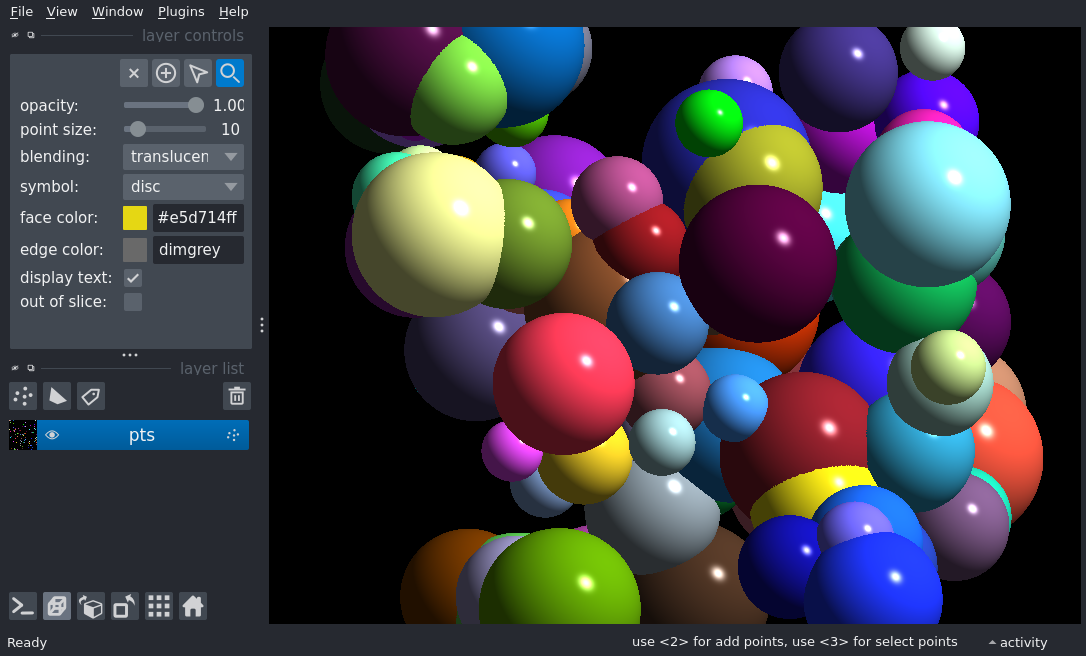 File View Window Plugins Help
layer controls
opacity: 1.00
point size: 10
blending: translucen
symbol: disc
face color: #e5d714ff
edge color: dimgrey
display text:
out of slice:
layer list
pts
Ready use <2> for add points, use <3> for select points activity